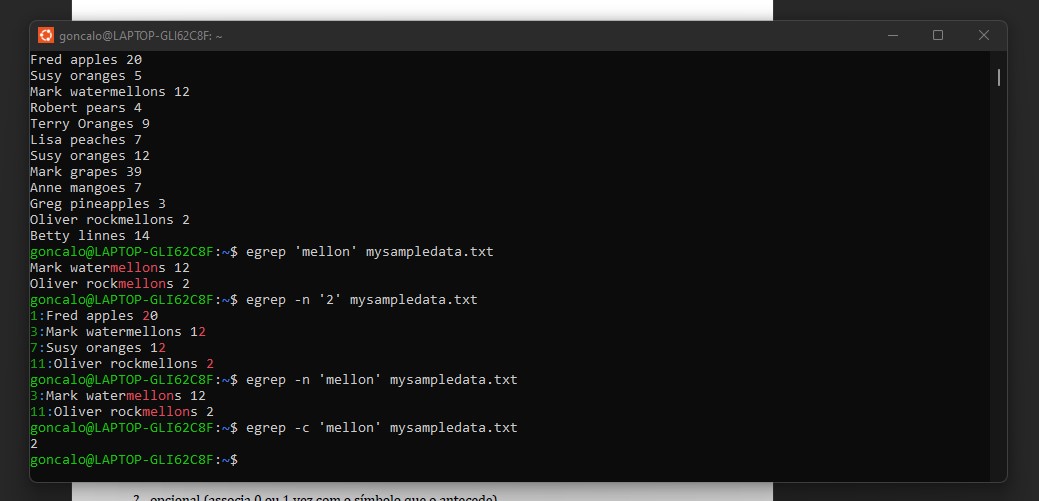 goncalo@LAPTOP-GLI62C8F: ~
Fred apples 20
Susy oranges 5
Mark watermellons 12
Robert pears 4
Terry Oranges 9
Lisa peaches 7
Susy oranges 12
Mark grapes 39
Anne mangoes 7
Greg pineapples 3
Oliver rockmellons 2
Betty linnes 14
goncalo@LAPTOP-GLI62C8F:~$ egrep 'mellon' mysampledata.txt
Mark watermellons 12
Oliver rockmellons 2
goncalo@LAPTOP-GLI62C8F:~$ egrep -n '2' mysampledata.txt
1:Fred apples 20
3:Mark watermellons 12
7:Susy oranges 12
11:Oliver rockmellons 2
goncalo@LAPTOP-GLI62C8F:~$ egrep -n 'mellon' mysampledata.txt
3:Mark watermellons 12
11:Oliver rockmellons 2
goncalo@LAPTOP-GLI62C8F:~$ egrep -c 'mellon' mysampledata.txt
2
goncalo@LAPTOP-GLI62C8F:~$
? opcional (associa 0 ou 1 vez com o símbolo que o antecede)